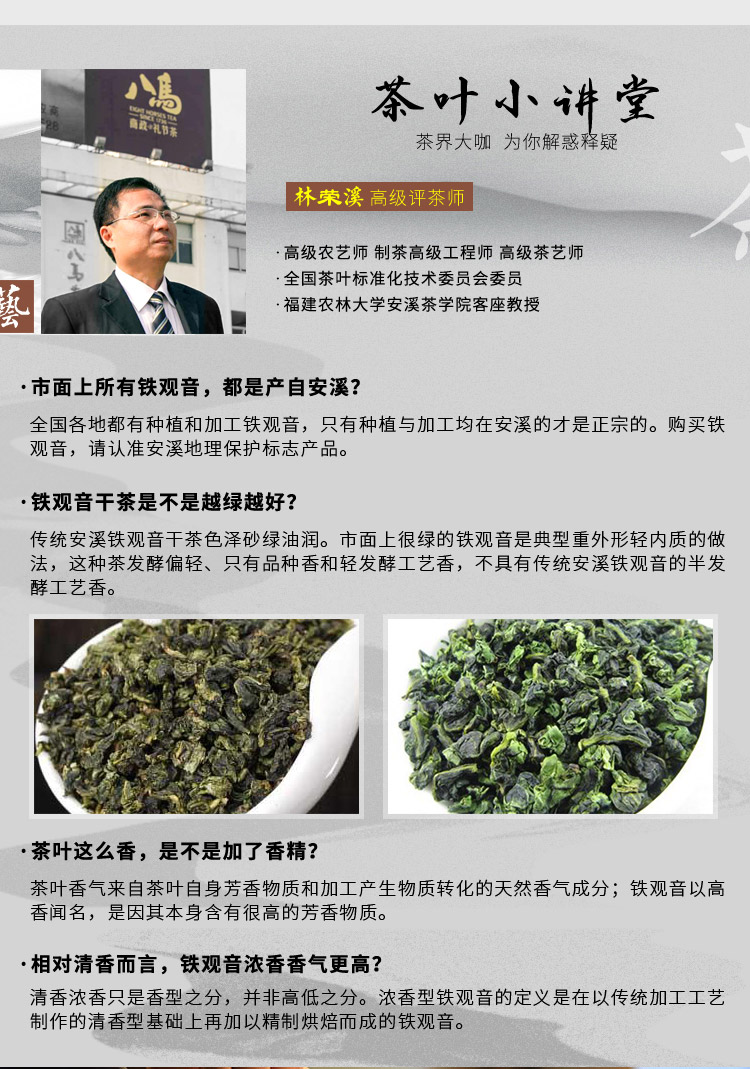 八馬
EIGHT HORSES TEA
SINCE 1736
商政·礼节茶
茶叶小讲堂
茶界大咖 为你解惑释疑
林荣溪 高级评茶师
·高级农艺师 制茶高级工程师 高级茶艺师
·全国茶叶标准化技术委员会委员
·福建农林大学安溪茶学院客座教授
藝
·市面上所有铁观音，都是产自安溪？
全国各地都有种植和加工铁观音，只有种植与加工均在安溪的才是正宗的。购买铁
观音，请认准安溪地理保护标志产品。
·铁观音干茶是不是越绿越好？
传统安溪铁观音干茶色泽砂绿油润。市面上很绿的铁观音是典型重外形轻内质的做
法，这种茶发酵偏轻、只有品种香和轻发酵工艺香，不具有传统安溪铁观音的半发
酵工艺香。
·茶叶这么香，是不是加了香精？
茶叶香气来自茶叶自身芳香物质和加工产生物质转化的天然香气成分；铁观音以高
香闻名，是因其本身含有很高的芳香物质。
·相对清香而言，铁观音浓香香气更高？
清香浓香只是香型之分，并非高低之分。浓香型铁观音的定义是在以传统加工工艺
制作的清香型基础上再加以精制烘焙而成的铁观音。